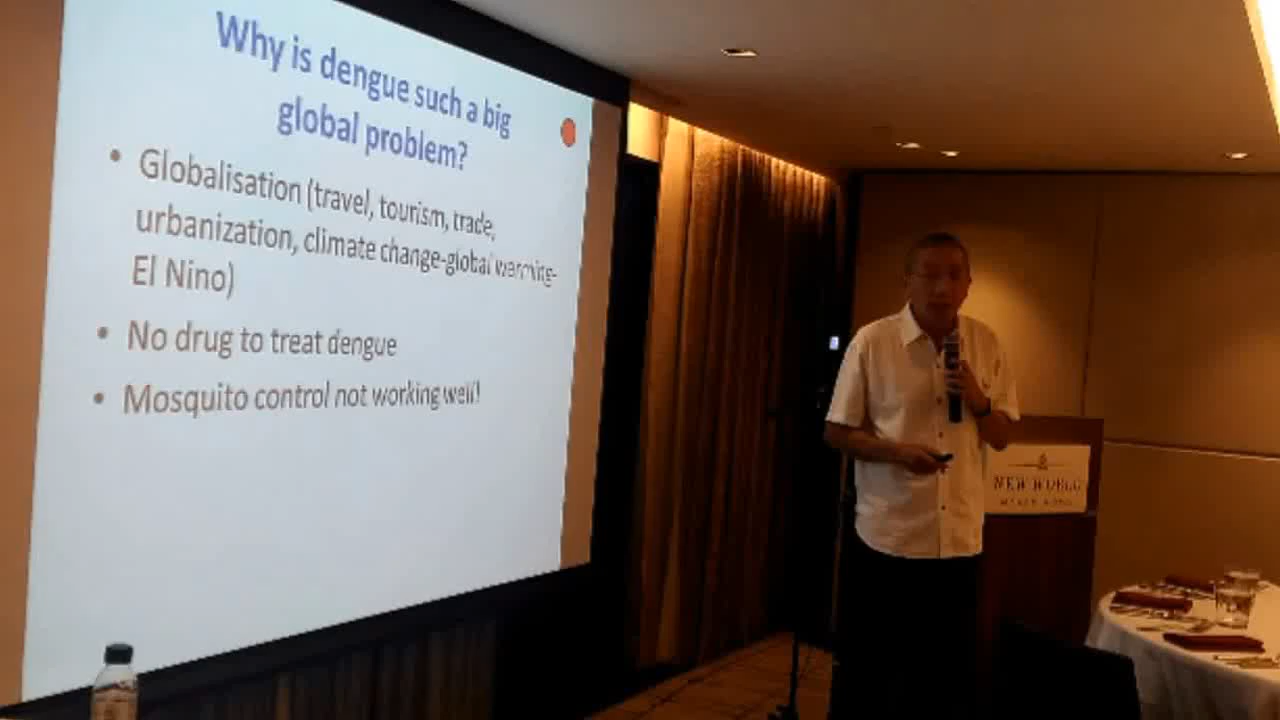 Why is dengue such a big
global problem?
• Globalisation (travel, tourism, trade,
urbanization, climate change-global warming-
El Nino)
• No drug to treat dengue
• Mosquito control not working well!
NEW WORLD